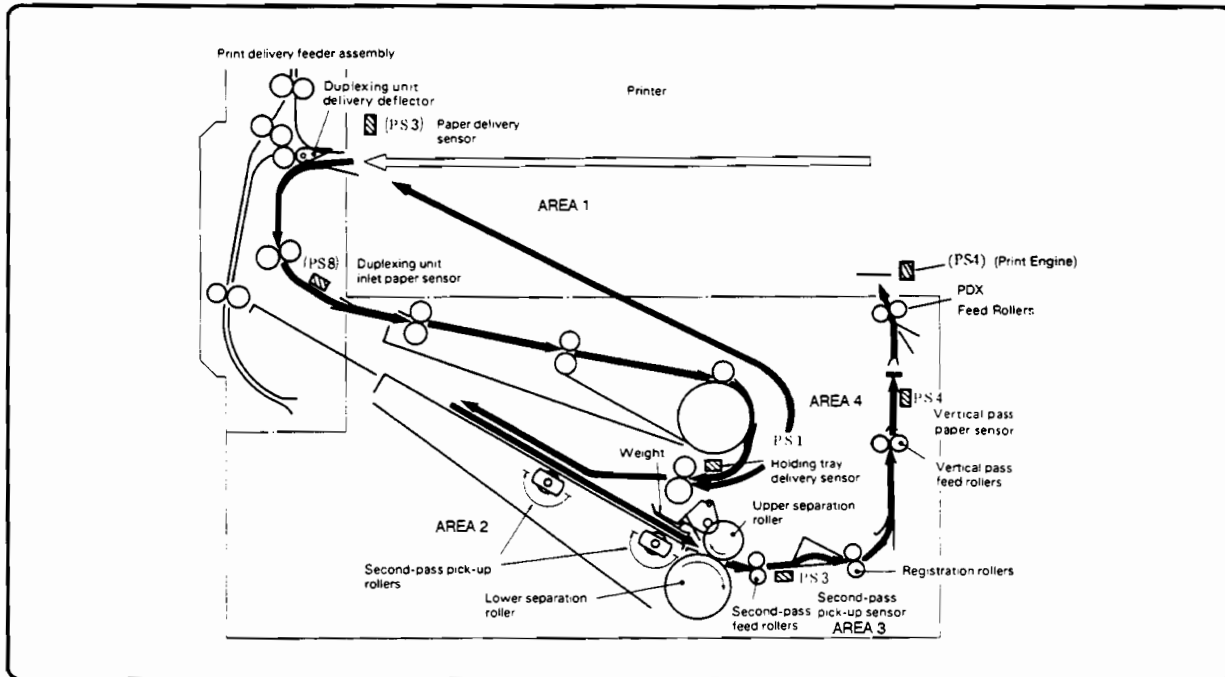 Print delivery feeder assembly
Duplexing unit
delivery deflector
Printer
(PS3)
Paper delivery
sensor
AREA 1
(PS8)
Duplexing unit
inlet paper sensor
(PS4) (Print Engine)
PDX
Feed Rollers
AREA 4
PS4
Vertical pass
paper sensor
PS1
Weight
Holding tray
delivery sensor
Vertical pass
feed rollers
Upper separation
roller
AREA 2
Second-pass pick-up
rollers
Lower separation
roller
PS3
Registration rollers
Second-pass
feed rollers
Second-pass
pick-up sensor
AREA 3